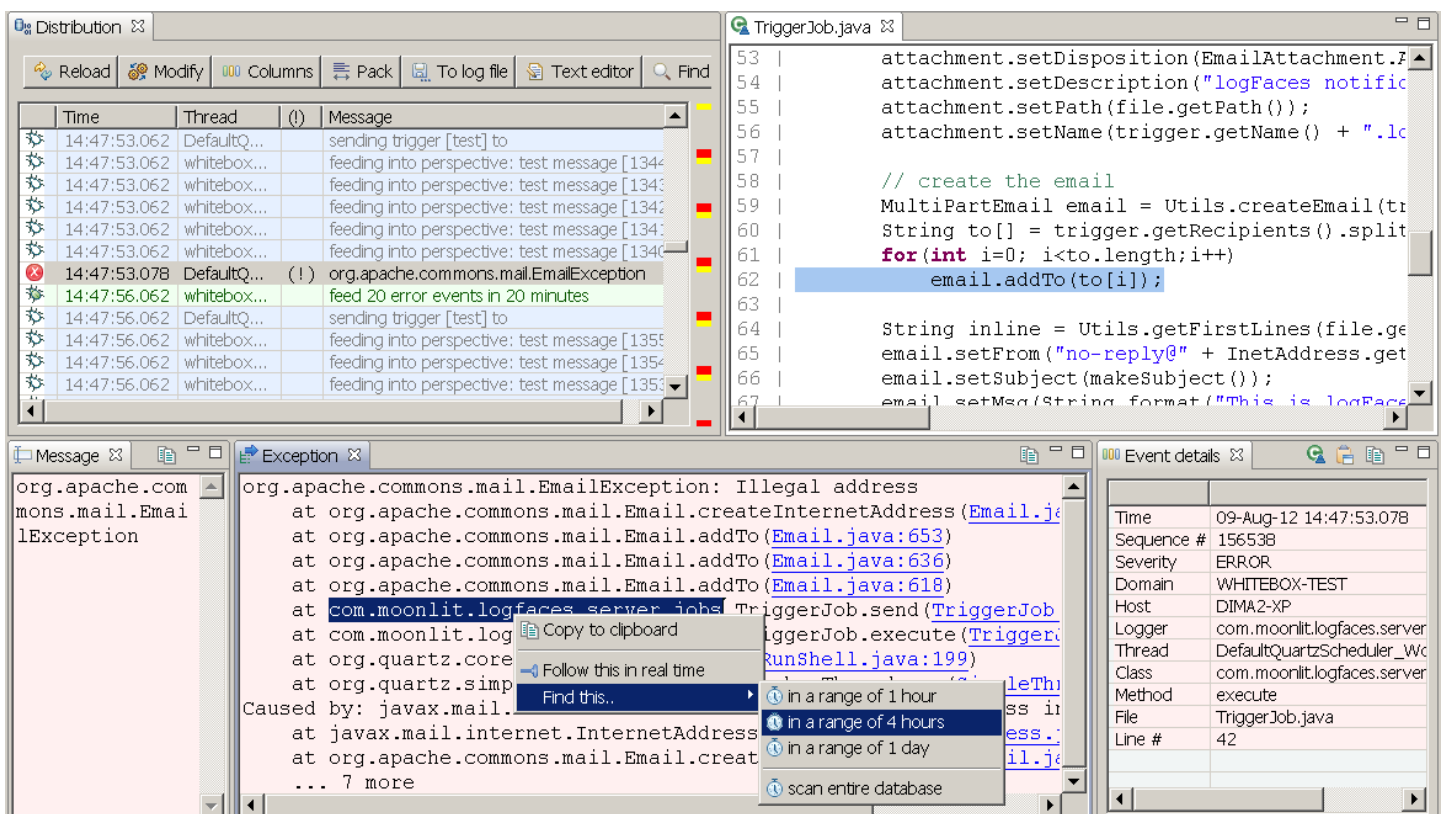 Distribution
Reload Modify Columns Pack To log file Text editor Find
Time Thread (!) Message
14:47:53.062 DefaultQ... sending trigger [test] to
14:47:53.062 whitebox... feeding into perspective: test message [1344
14:47:53.062 whitebox... feeding into perspective: test message [1343
14:47:53.062 whitebox... feeding into perspective: test message [1342
14:47:53.062 whitebox... feeding into perspective: test message [1341
14:47:53.062 whitebox... feeding into perspective: test message [1340
14:47:53.078 DefaultQ... (!) org.apache.commons.mail.EmailException
14:47:56.062 whitebox... feed 20 error events in 20 minutes
14:47:56.062 DefaultQ... sending trigger [test] to
14:47:56.062 whitebox... feeding into perspective: test message [1355
14:47:56.062 whitebox... feeding into perspective: test message [1354
14:47:56.062 whitebox... feeding into perspective: test message [1353
TriggerJob.java
53 | attachment.setDisposition(EmailAttachment.A
54 | attachment.setDescription("logFaces notific
55 | attachment.setPath(file.getPath());
56 | attachment.setName(trigger.getName() + ".lo
57 |
58 | // create the email
59 | MultiPartEmail email = Utils.createEmail(tr
60 | String to[] = trigger.getRecipients().split
61 | for(int i=0; i<to.length;i++)
62 | email.addTo(to[i]);
63 |
64 | String inline = Utils.getFirstLines(file.ge
65 | email.setFrom("no-reply@" + InetAddress.get
66 | email.setSubject(makeSubject());
67 | email.setMsg(String.format("This is logFace
Message
org.apache.com
mons.mail.Emai
lException
Exception
org.apache.commons.mail.EmailException: Illegal address
at org.apache.commons.mail.Email.createInternetAddress(Email.ja
at org.apache.commons.mail.Email.addTo(Email.java:653)
at org.apache.commons.mail.Email.addTo(Email.java:636)
at org.apache.commons.mail.Email.addTo(Email.java:618)
at com.moonlit.logfaces.server.jobs.TriggerJob.send(TriggerJob
at com.moonlit.log iggerJob.execute(TriggerJ
at org.quartz.core RunShell.java:199)
at org.quartz.simp leThr
Caused by: javax.mail. ss in
at javax.mail.internet.InternetAddress ess.j
at org.apache.commons.mail.Email.creat il.ja
... 7 more
Copy to clipboard
Follow this in real time
Find this..
in a range of 1 hour
in a range of 4 hours
in a range of 1 day
scan entire database
Event details
Time 09-Aug-12 14:47:53.078
Sequence # 156538
Severity ERROR
Domain WHITEBOX-TEST
Host DIMA2-XP
Logger com.moonlit.logfaces.server
Thread DefaultQuartzScheduler_Wo
Class com.moonlit.logfaces.server
Method execute
File TriggerJob.java
Line # 42